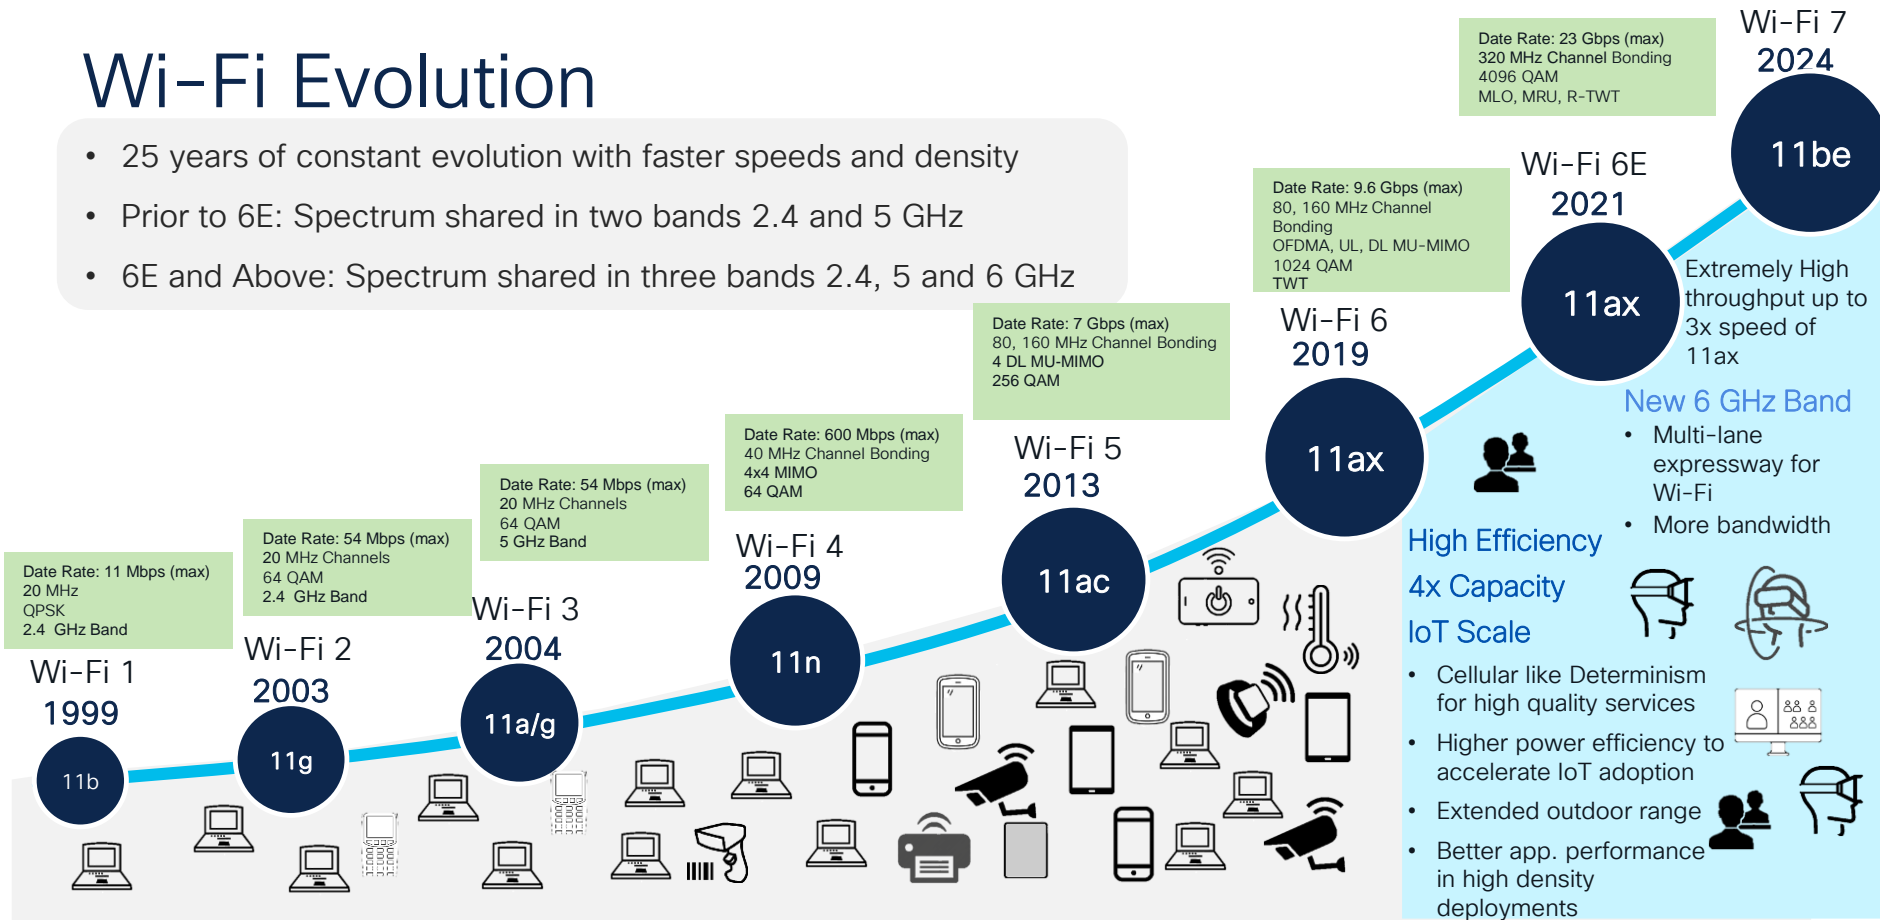 Wi-Fi Evolution
• 25 years of constant evolution with faster speeds and density
• Prior to 6E: Spectrum shared in two bands 2.4 and 5 GHz
• 6E and Above: Spectrum shared in three bands 2.4, 5 and 6 GHz
Date Rate: 11 Mbps (max)
20 MHz
QPSK
2.4 GHz Band
Wi-Fi 1
1999
11b
Date Rate: 54 Mbps (max)
20 MHz Channels
64 QAM
2.4 GHz Band
Wi-Fi 2
2003
11g
Date Rate: 54 Mbps (max)
20 MHz Channels
64 QAM
5 GHz Band
Wi-Fi 3
2004
11a/g
Date Rate: 600 Mbps (max)
40 MHz Channel Bonding
4x4 MIMO
64 QAM
Wi-Fi 4
2009
11n
Date Rate: 7 Gbps (max)
80, 160 MHz Channel Bonding
4 DL MU-MIMO
256 QAM
Wi-Fi 5
2013
11ac
Date Rate: 9.6 Gbps (max)
80, 160 MHz Channel
Bonding
OFDMA, UL, DL MU-MIMO
1024 QAM
TWT
Wi-Fi 6
2019
11ax
Wi-Fi 6E
2021
11ax
Date Rate: 23 Gbps (max)
320 MHz Channel Bonding
4096 QAM
MLO, MRU, R-TWT
Wi-Fi 7
2024
11be
Extremely High
throughput up to
3x speed of
11ax
New 6 GHz Band
• Multi-lane
expressway for
Wi-Fi
• More bandwidth
High Efficiency
4x Capacity
IoT Scale
• Cellular like Determinism
for high quality services
• Higher power efficiency to
accelerate IoT adoption
• Extended outdoor range
• Better app. performance
in high density
deployments